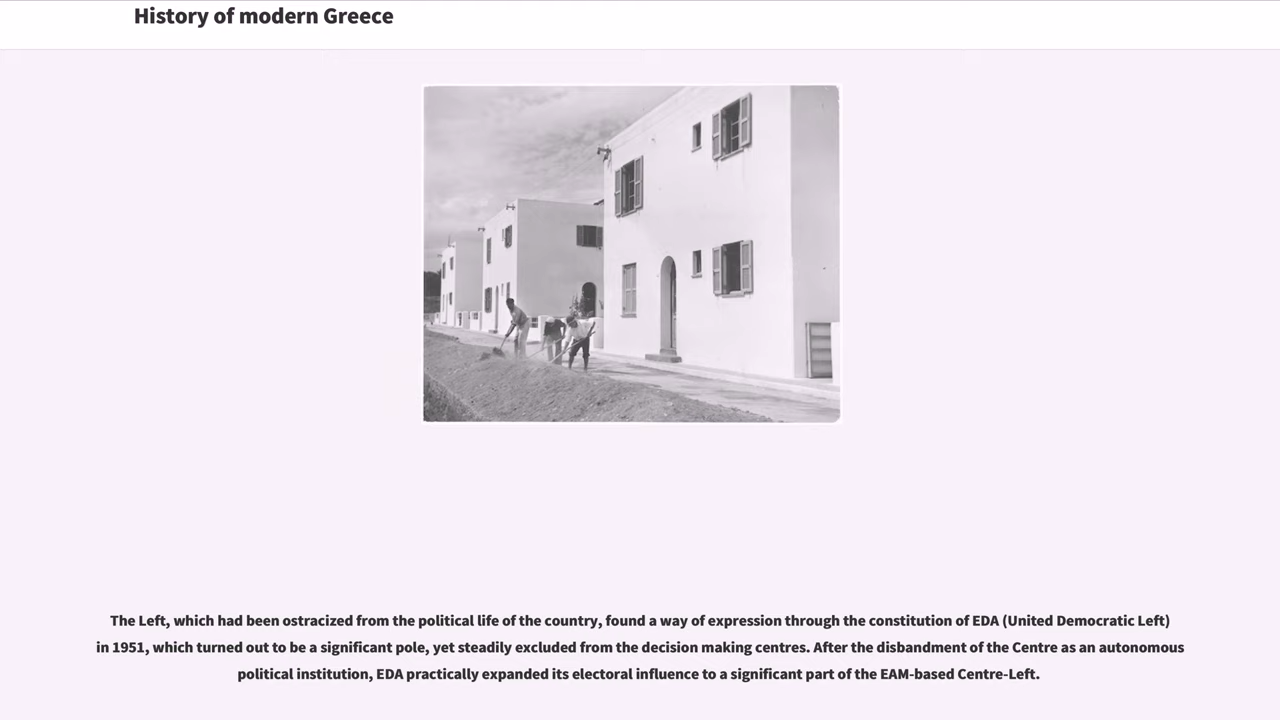 History of modern Greece
The Left, which had been ostracized from the political life of the country, found a way of expression through the constitution of EDA (United Democratic Left)
in 1951, which turned out to be a significant pole, yet steadily excluded from the decision making centres. After the disbandment of the Centre as an autonomous
political institution, EDA practically expanded its electoral influence to a significant part of the EAM-based Centre-Left.